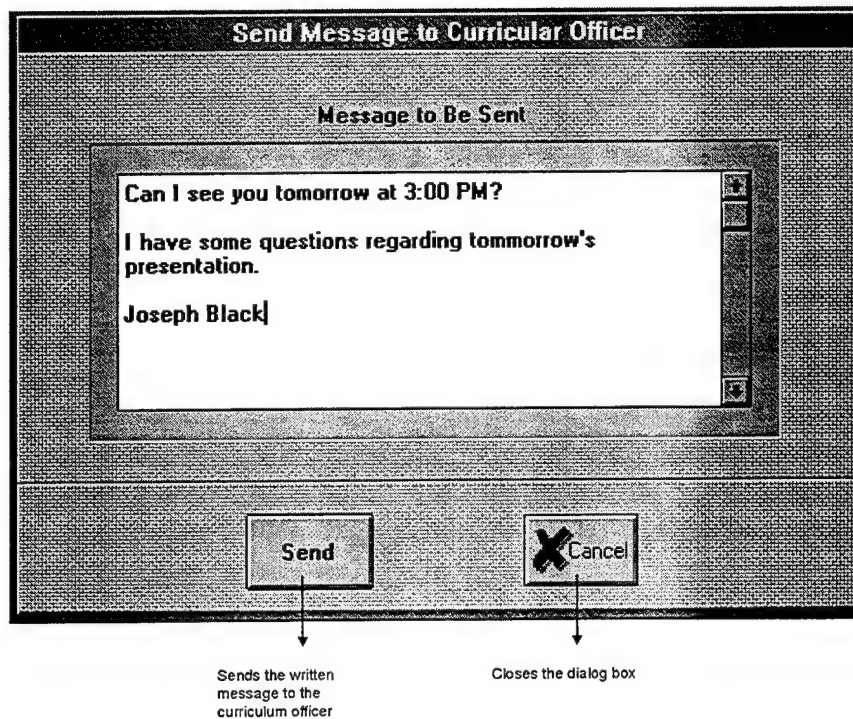 Send Message to Curricular Officer
Message to Be Sent
Can I see you tomorrow at 3:00 PM?
I have some questions regarding tommorrow's
presentation.
Joseph Black
Send
Cancel
Sends the written
message to the
curriculum officer
Closes the dialog box